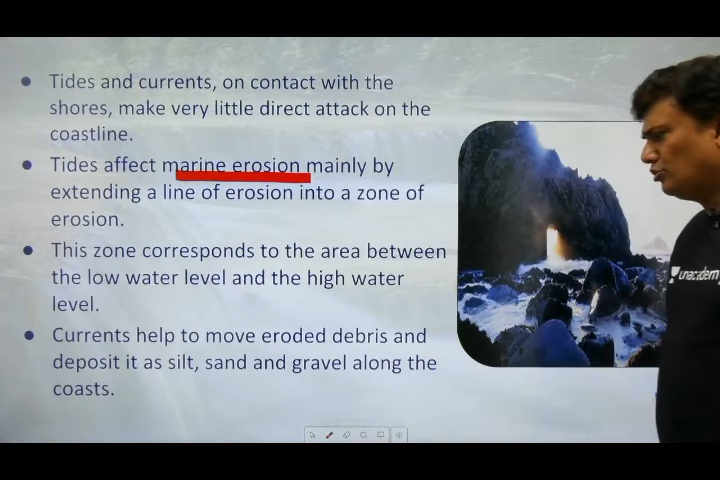 Tides and currents, on contact with the
shores, make very little direct attack on the
coastline.
Tides affect marine erosion mainly by
extending a line of erosion into a zone of
erosion.
This zone corresponds to the area between
the low water level and the high water
level.
Currents help to move eroded debris and
deposit it as silt, sand and gravel along the
coasts.
unacademy